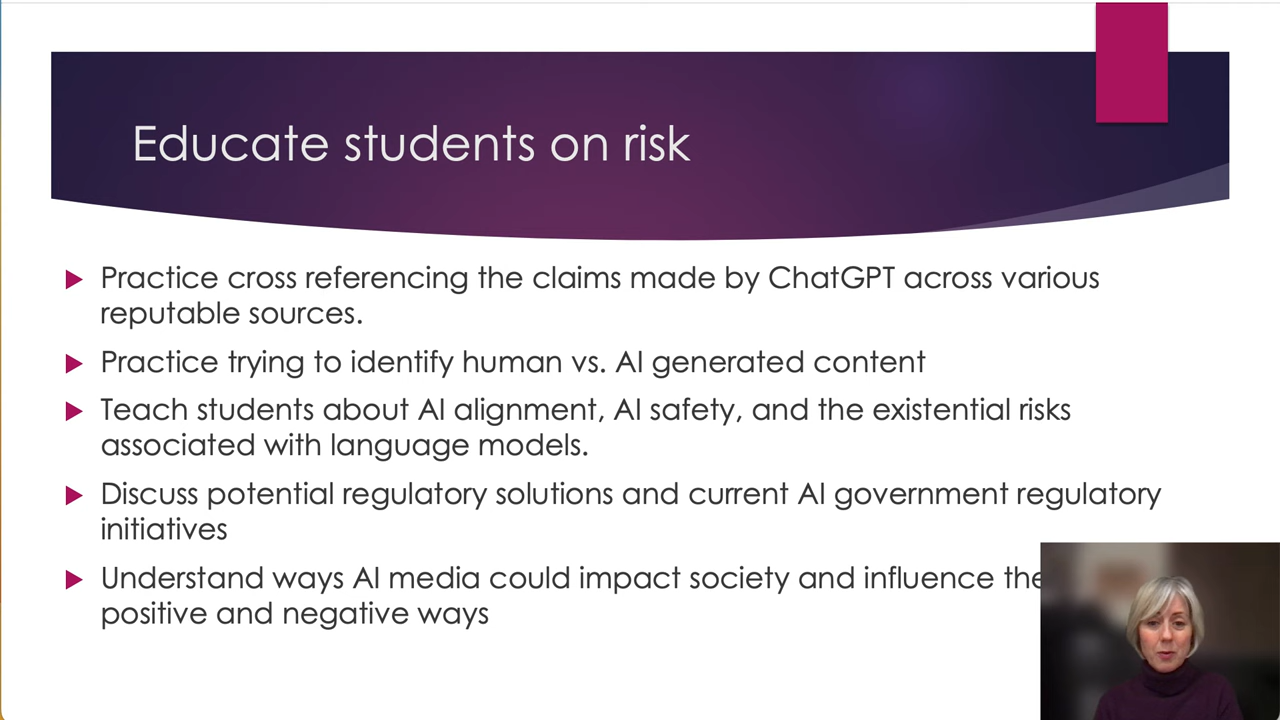 Educate students on risk
Practice cross referencing the claims made by ChatGPT across various
reputable sources.
Practice trying to identify human vs. AI generated content
Teach students about AI alignment, AI safety, and the existential risks
associated with language models.
Discuss potential regulatory solutions and current AI government regulatory
initiatives
Understand ways AI media could impact society and influence
positive and negative ways